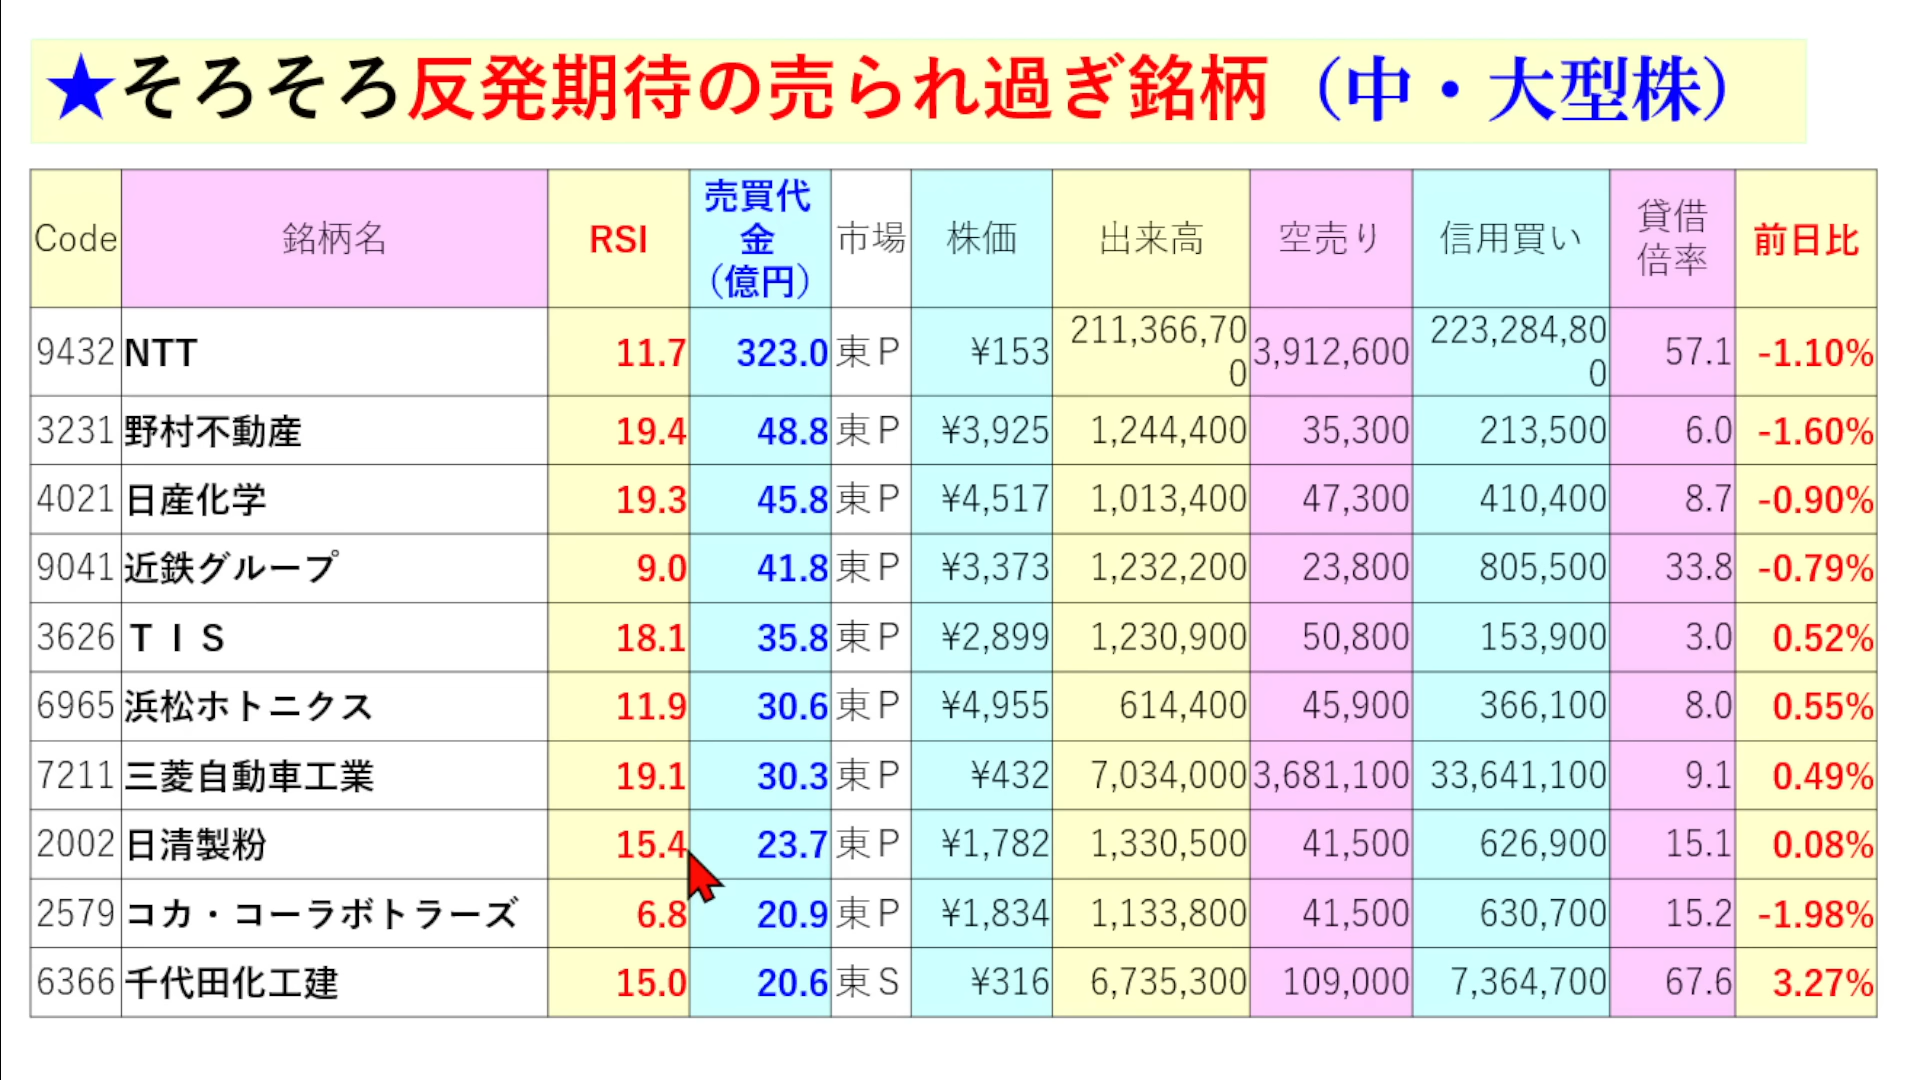 ★そろそろ反発期待の売られ過ぎ銘柄（中・大型株）
Code 銘柄名 RSI 売買代金（億円） 市場 株価 出来高 空売り 信用買い 貸借倍率 前日比
9432 NTT 11.7 323.0 東P ¥153 211,366,700 3,912,600 223,284,800 57.1 -1.10%
3231 野村不動産 19.4 48.8 東P ¥3,925 1,244,400 35,300 213,500 6.0 -1.60%
4021 日産化学 19.3 45.8 東P ¥4,517 1,013,400 47,300 410,400 8.7 -0.90%
9041 近鉄グループ 9.0 41.8 東P ¥3,373 1,232,200 23,800 805,500 33.8 -0.79%
3626 ＴＩＳ 18.1 35.8 東P ¥2,899 1,230,900 50,800 153,900 3.0 0.52%
6965 浜松ホトニクス 11.9 30.6 東P ¥4,955 614,400 45,900 366,100 8.0 0.55%
7211 三菱自動車工業 19.1 30.3 東P ¥432 7,034,000 3,681,100 33,641,100 9.1 0.49%
2002 日清製粉 15.4 23.7 東P ¥1,782 1,330,500 41,500 626,900 15.1 0.08%
2579 コカ・コーラボトラーズ 6.8 20.9 東P ¥1,834 1,133,800 41,500 630,700 15.2 -1.98%
6366 千代田化工建 15.0 20.6 東S ¥316 6,735,300 109,000 7,364,700 67.6 3.27%